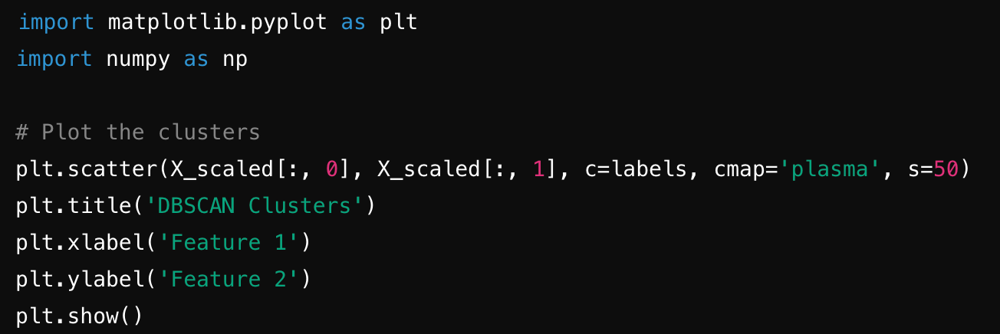 import matplotlib.pyplot as plt
import numpy as np
# Plot the clusters
plt.scatter(X_scaled[:, 0], X_scaled[:, 1], c=labels, cmap='plasma', s=50)
plt.title('DBSCAN Clusters')
plt.xlabel('Feature 1')
plt.ylabel('Feature 2')
plt.show()